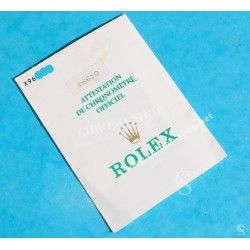 X96
16610
ATTESTATION
DE CHRONOMÈTRE
OFFICIEL
ROLEX